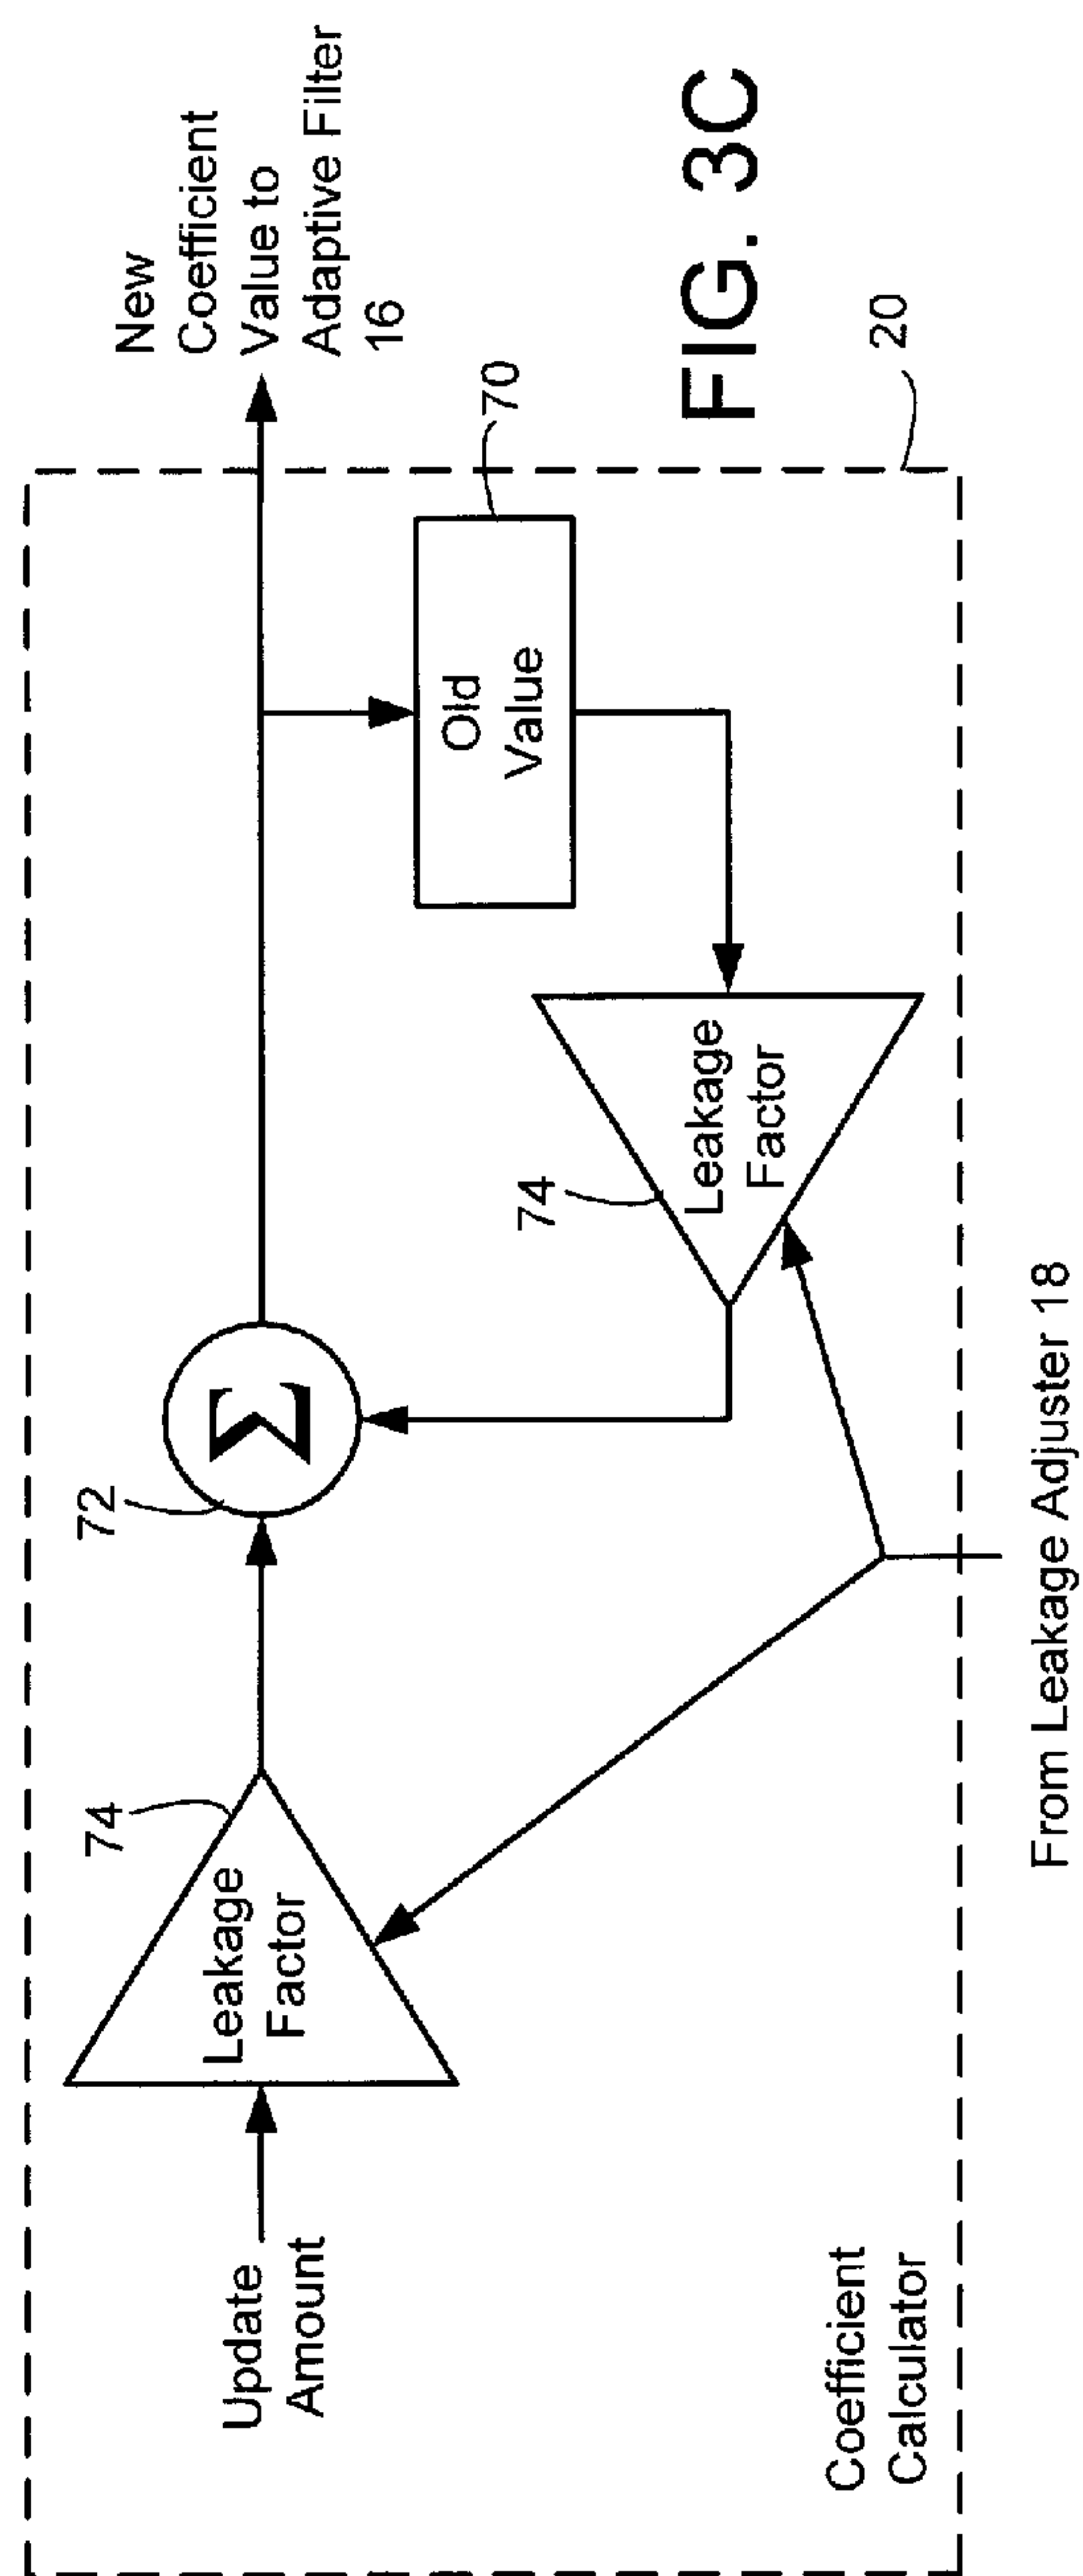 New
Coefficient
Value to
Adaptive Filter
16
74
Leakage
Factor
72
Σ
Update
Amount
Old
Value
70
74
Leakage
Factor
FIG. 3C
Coefficient
Calculator
20
From Leakage Adjuster 18